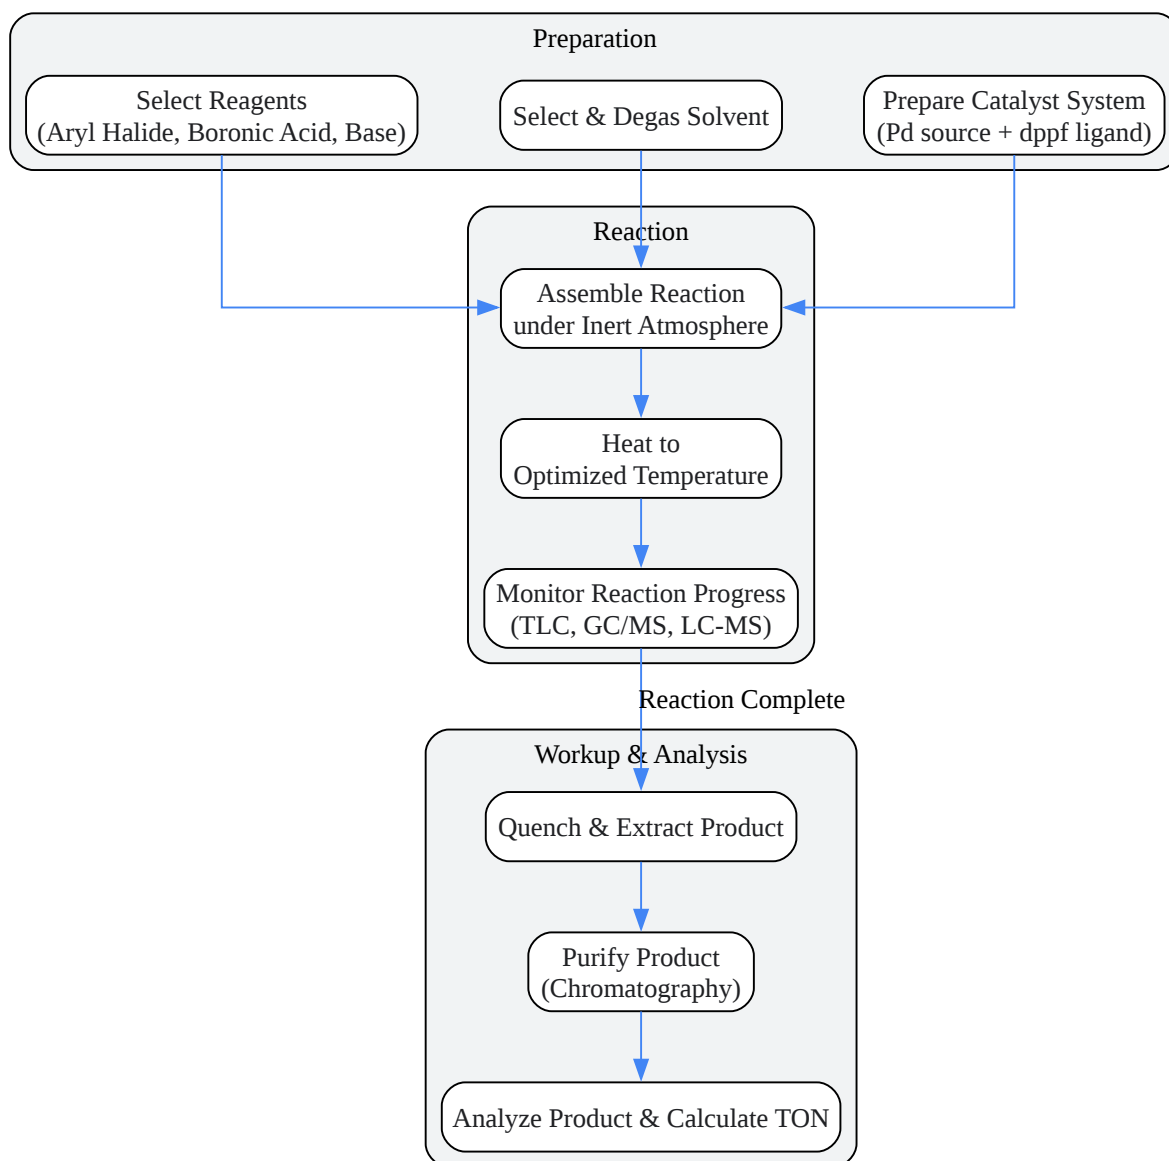 Preparation
Select Reagents
(Aryl Halide, Boronic Acid, Base)
Select & Degas Solvent
Prepare Catalyst System
(Pd source + dppf ligand)
Reaction
Assemble Reaction
under Inert Atmosphere
Heat to
Optimized Temperature
Monitor Reaction Progress
(TLC, GC/MS, LC-MS)
Reaction Complete
Workup & Analysis
Quench & Extract Product
Purify Product
(Chromatography)
Analyze Product & Calculate TON